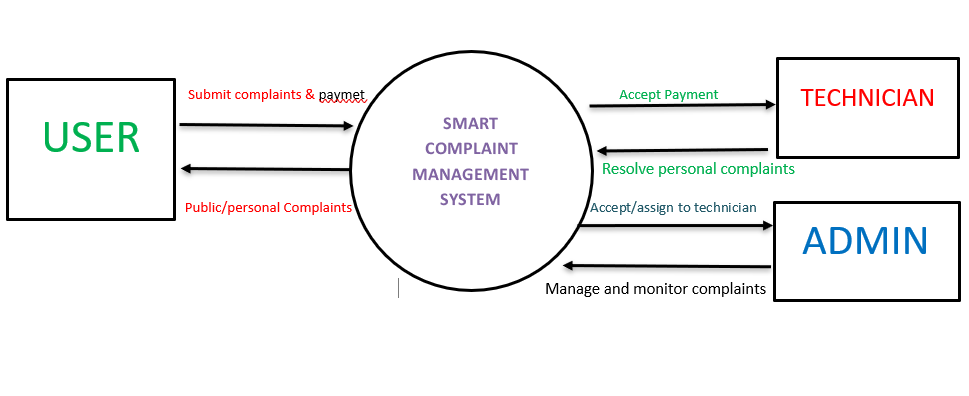 USER
Submit complaints & paymet
Public/personal Complaints
SMART
COMPLAINT
MANAGEMENT
SYSTEM
Accept Payment
TECHNICIAN
Resolve personal complaints
Accept/assign to technician
ADMIN
Manage and monitor complaints